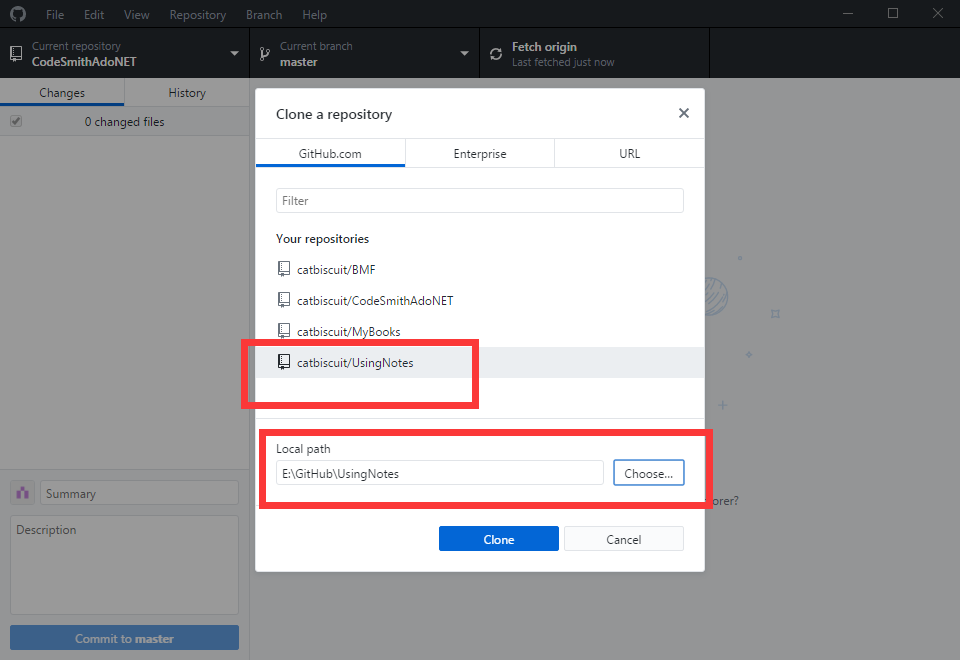 File Edit View Repository Branch Help
Current repository
CodeSmithAdoNET
Current branch
master
Fetch origin
Last fetched just now
Changes History
0 changed files
Clone a repository
GitHub.com Enterprise URL
Filter
Your repositories
catbiscuit/BMF
catbiscuit/CodeSmithAdoNET
catbiscuit/MyBooks
catbiscuit/UsingNotes
Local path
E:\GitHub\UsingNotes Choose...
orer?
Clone Cancel
Summary
Description
Commit to master